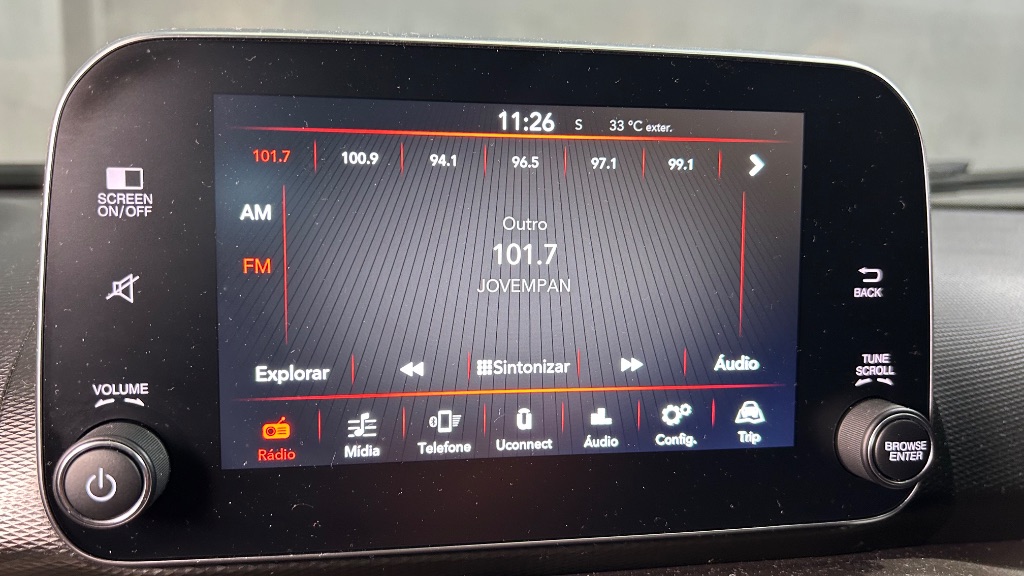 11:26 S 33 °C exter.
101.7 100.9 94.1 96.5 97.1 99.1
SCREEN
ON/OFF
AM
Outro
101.7
FM
JOVEMPAN
BACK
Explorar Sintonizar Áudio
TUNE
SCROLL
VOLUME
Rádio Mídia Telefone Uconnect Áudio Config. Trip
BROWSE
ENTER